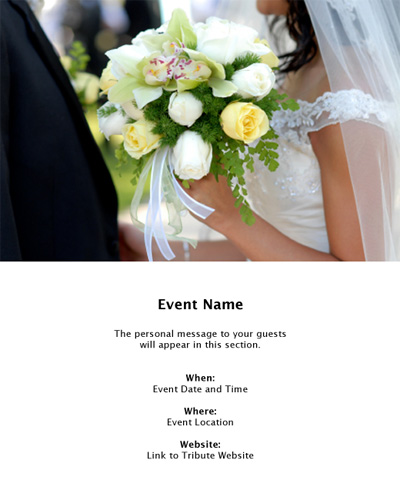 Event Name
The personal message to your guests
will appear in this section.
When:
Event Date and Time
Where:
Event Location
Website:
Link to Tribute Website